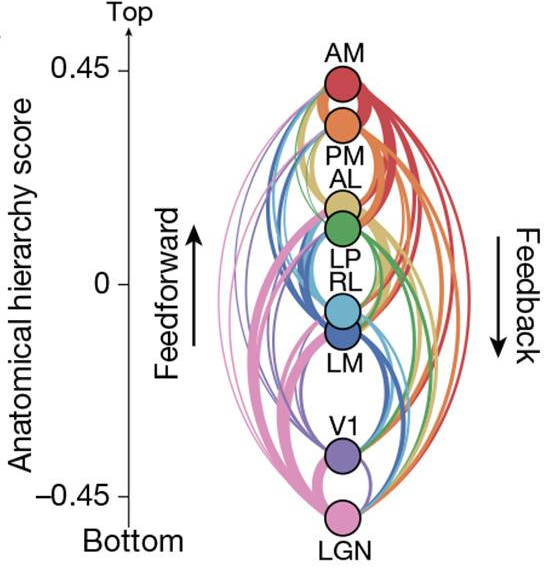 Top
0.45
0
−0.45
Bottom
Anatomical hierarchy score
Feedforward
AM
PM
AL
LP
RL
LM
V1
LGN
Feedback